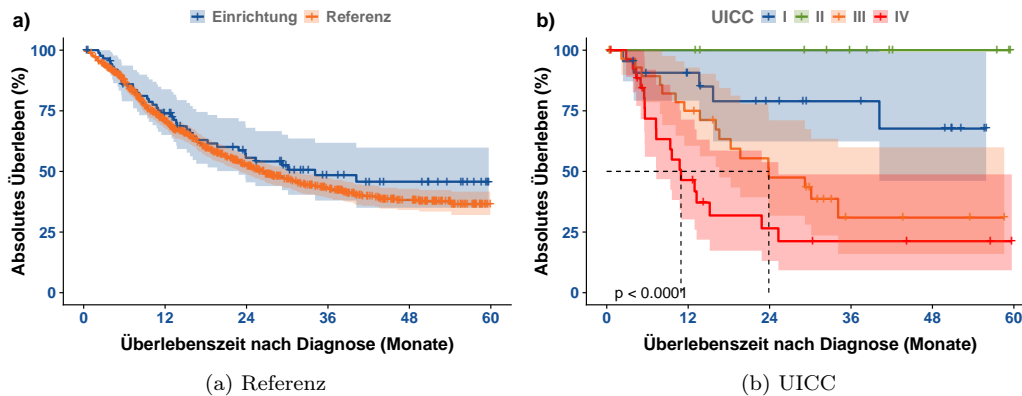 a)
Einrichtung Referenz
Absolutes Überleben (%)
100
75
50
25
0
0 12 24 36 48 60
Überlebenszeit nach Diagnose (Monate)
(a) Referenz
b)
UICC I II III IV
Absolutes Überleben (%)
100
75
50
25
0
p < 0.0001
0 12 24 36 48 60
Überlebenszeit nach Diagnose (Monate)
(b) UICC